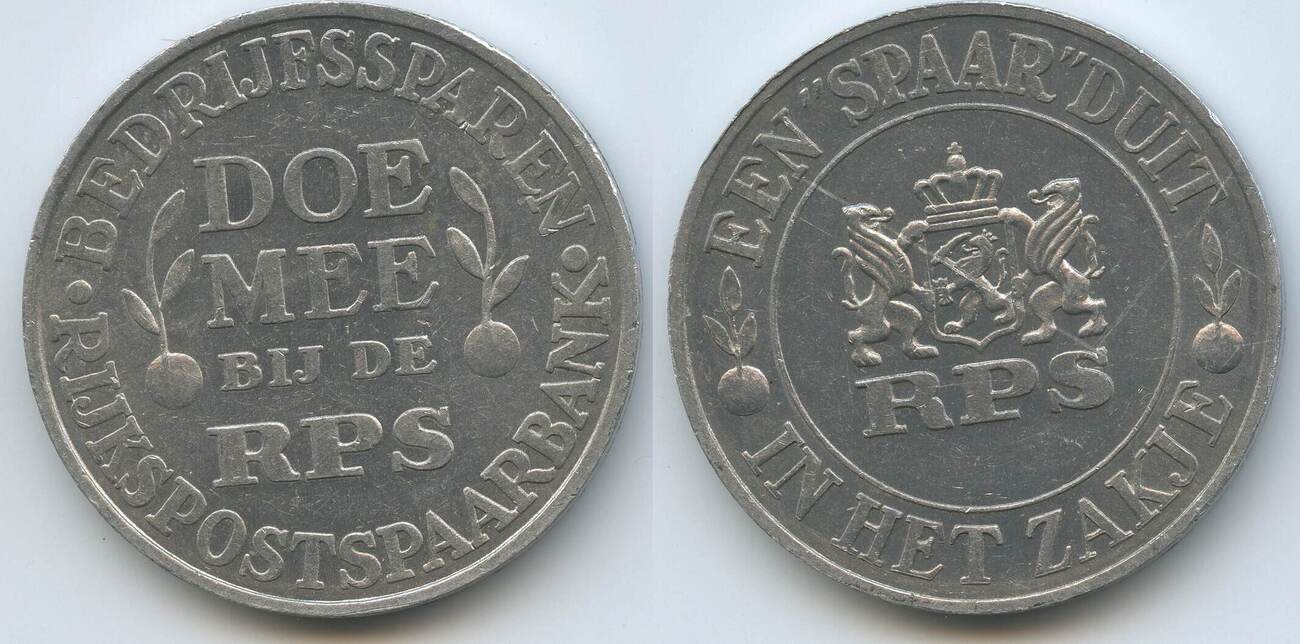 · BEDRIJFSSPAREN ·
RIJKSPOSTSPAARBANK
DOE
MEE
BIJ DE
RPS
EEN "SPAAR" DUIT
IN HET ZAKJE
RPS